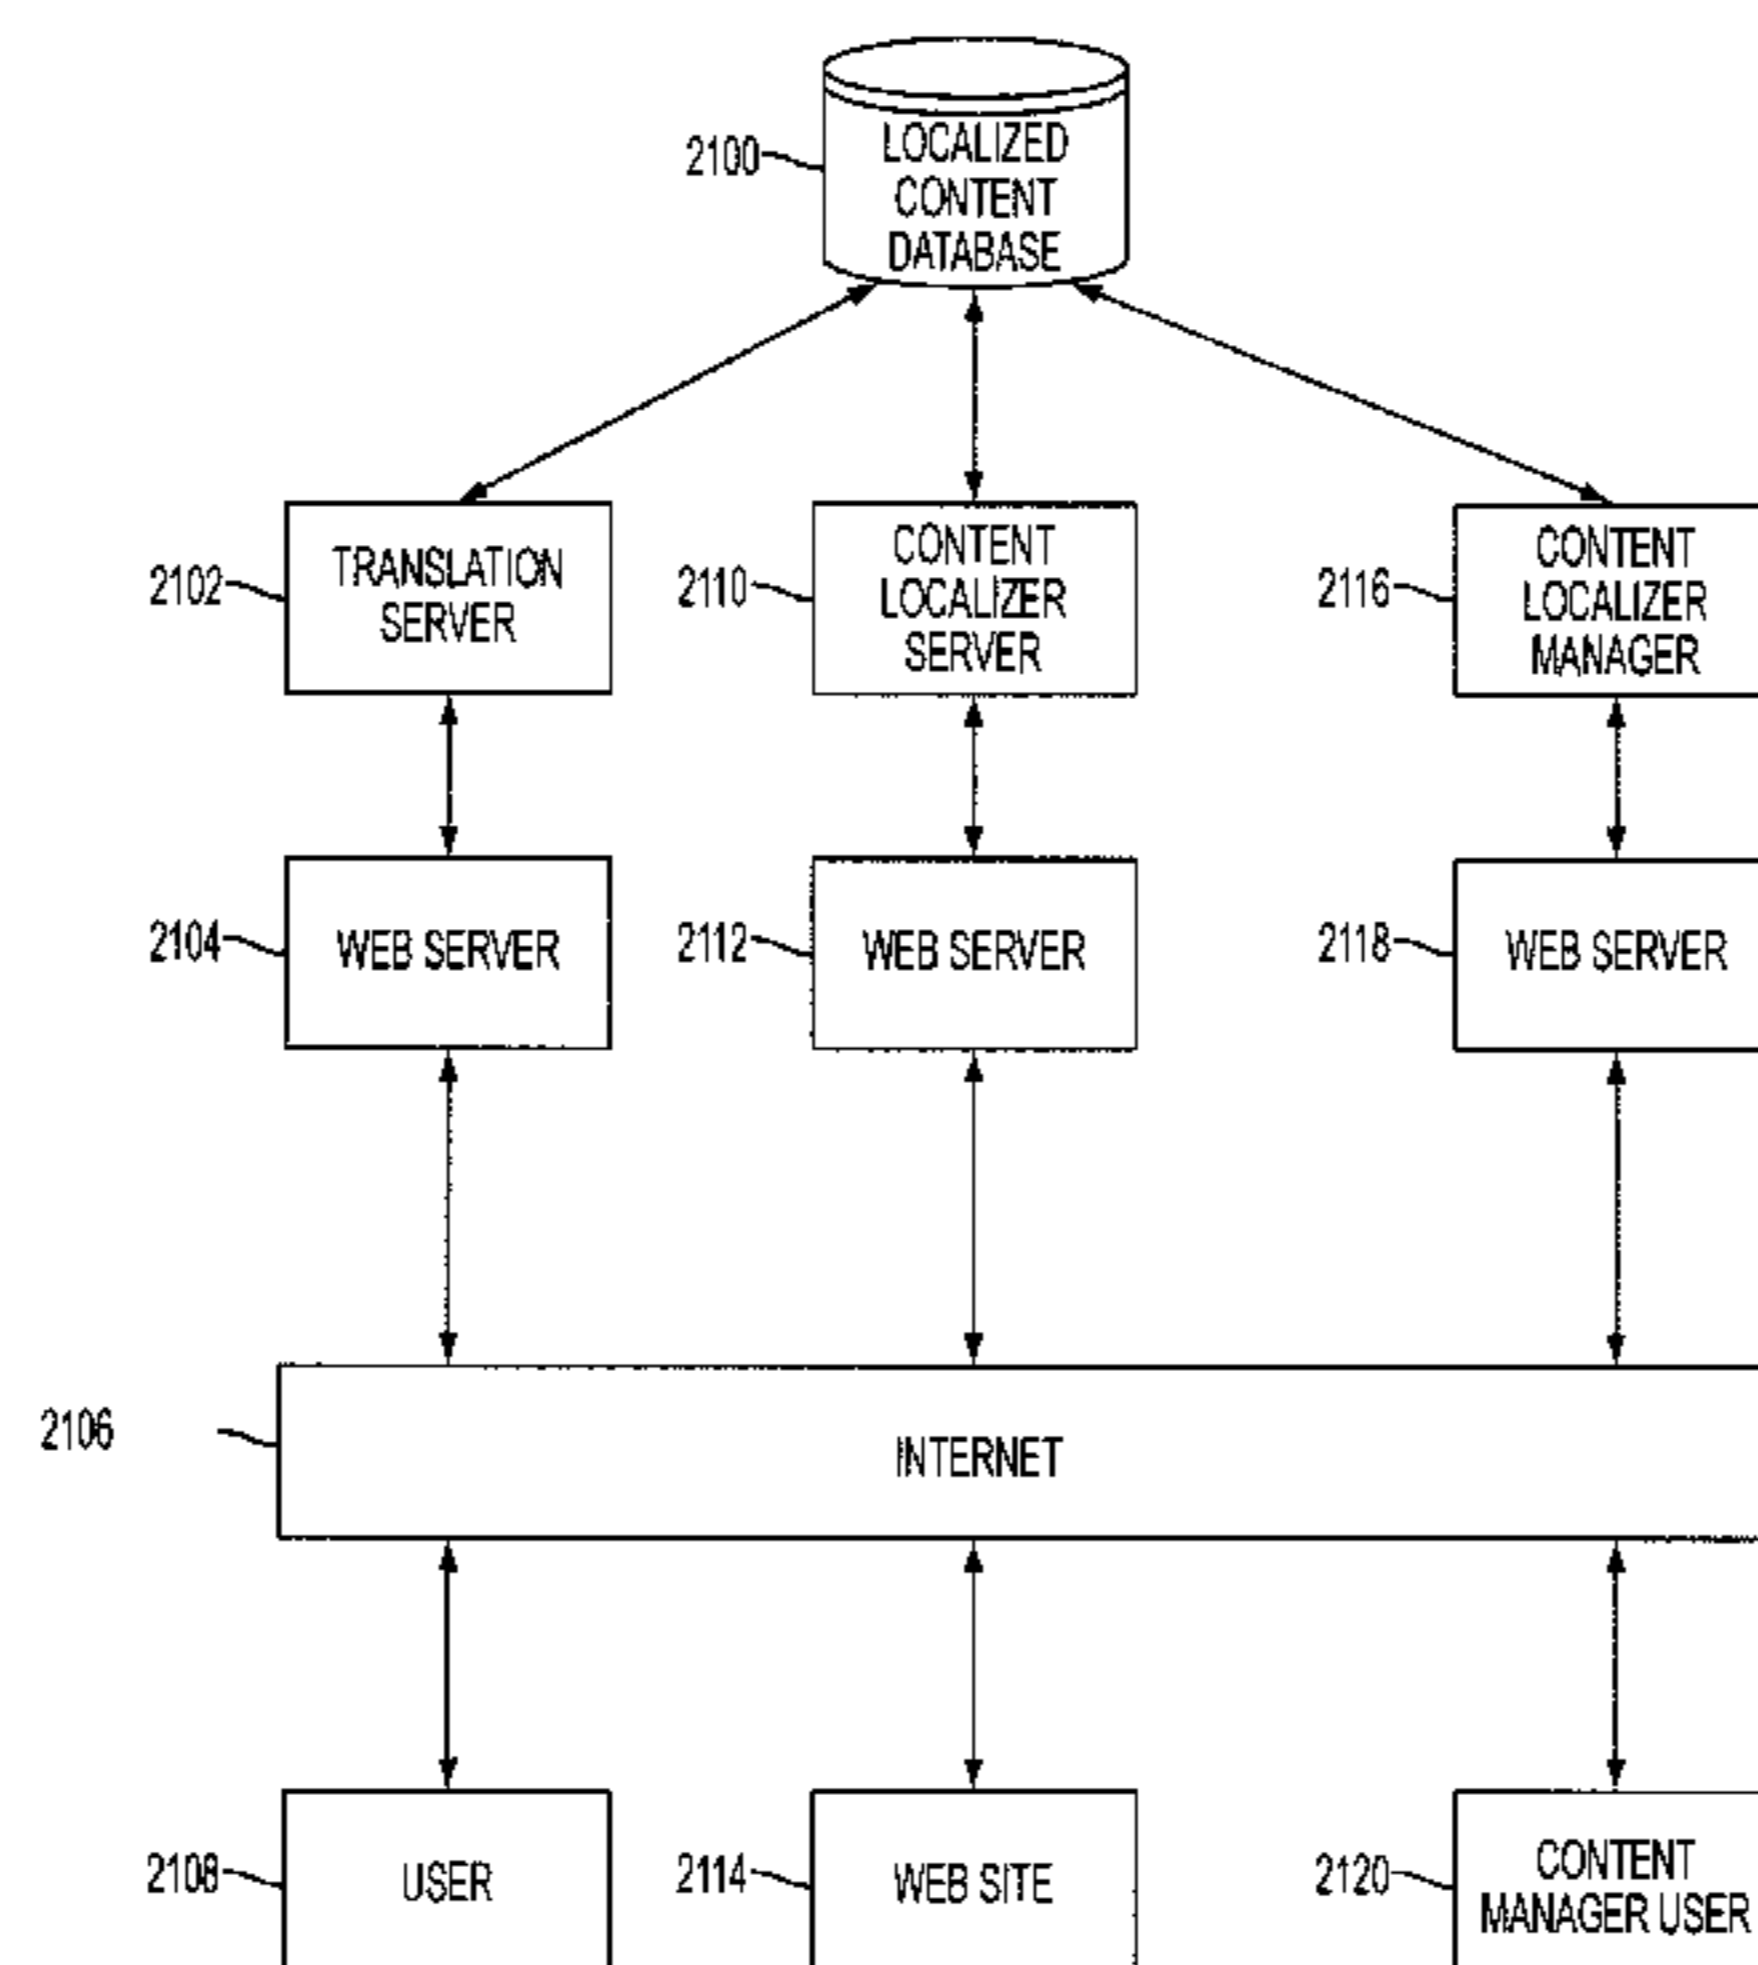 2100
LOCALIZED
CONTENT
DATABASE
2102
TRANSLATION
SERVER
2110
CONTENT
LOCALIZER
SERVER
2116
CONTENT
LOCALIZER
MANAGER
2104
WEB SERVER
2112
WEB SERVER
2118
WEB SERVER
2106
INTERNET
2108
USER
2114
WEB SITE
2120
CONTENT
MANAGER USER